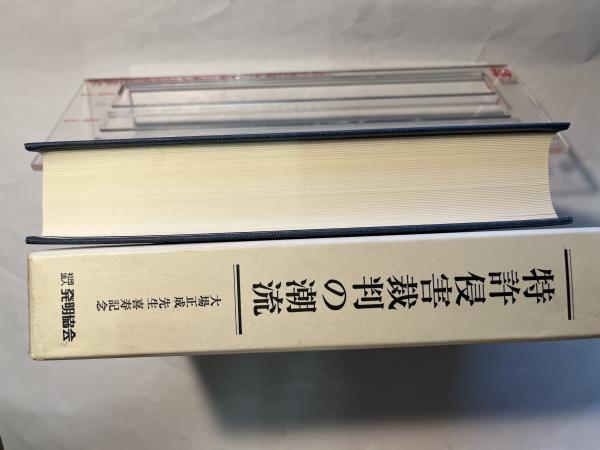 特許侵害裁判の潮流
大場正成先生喜寿記念
社団法人 発明協会